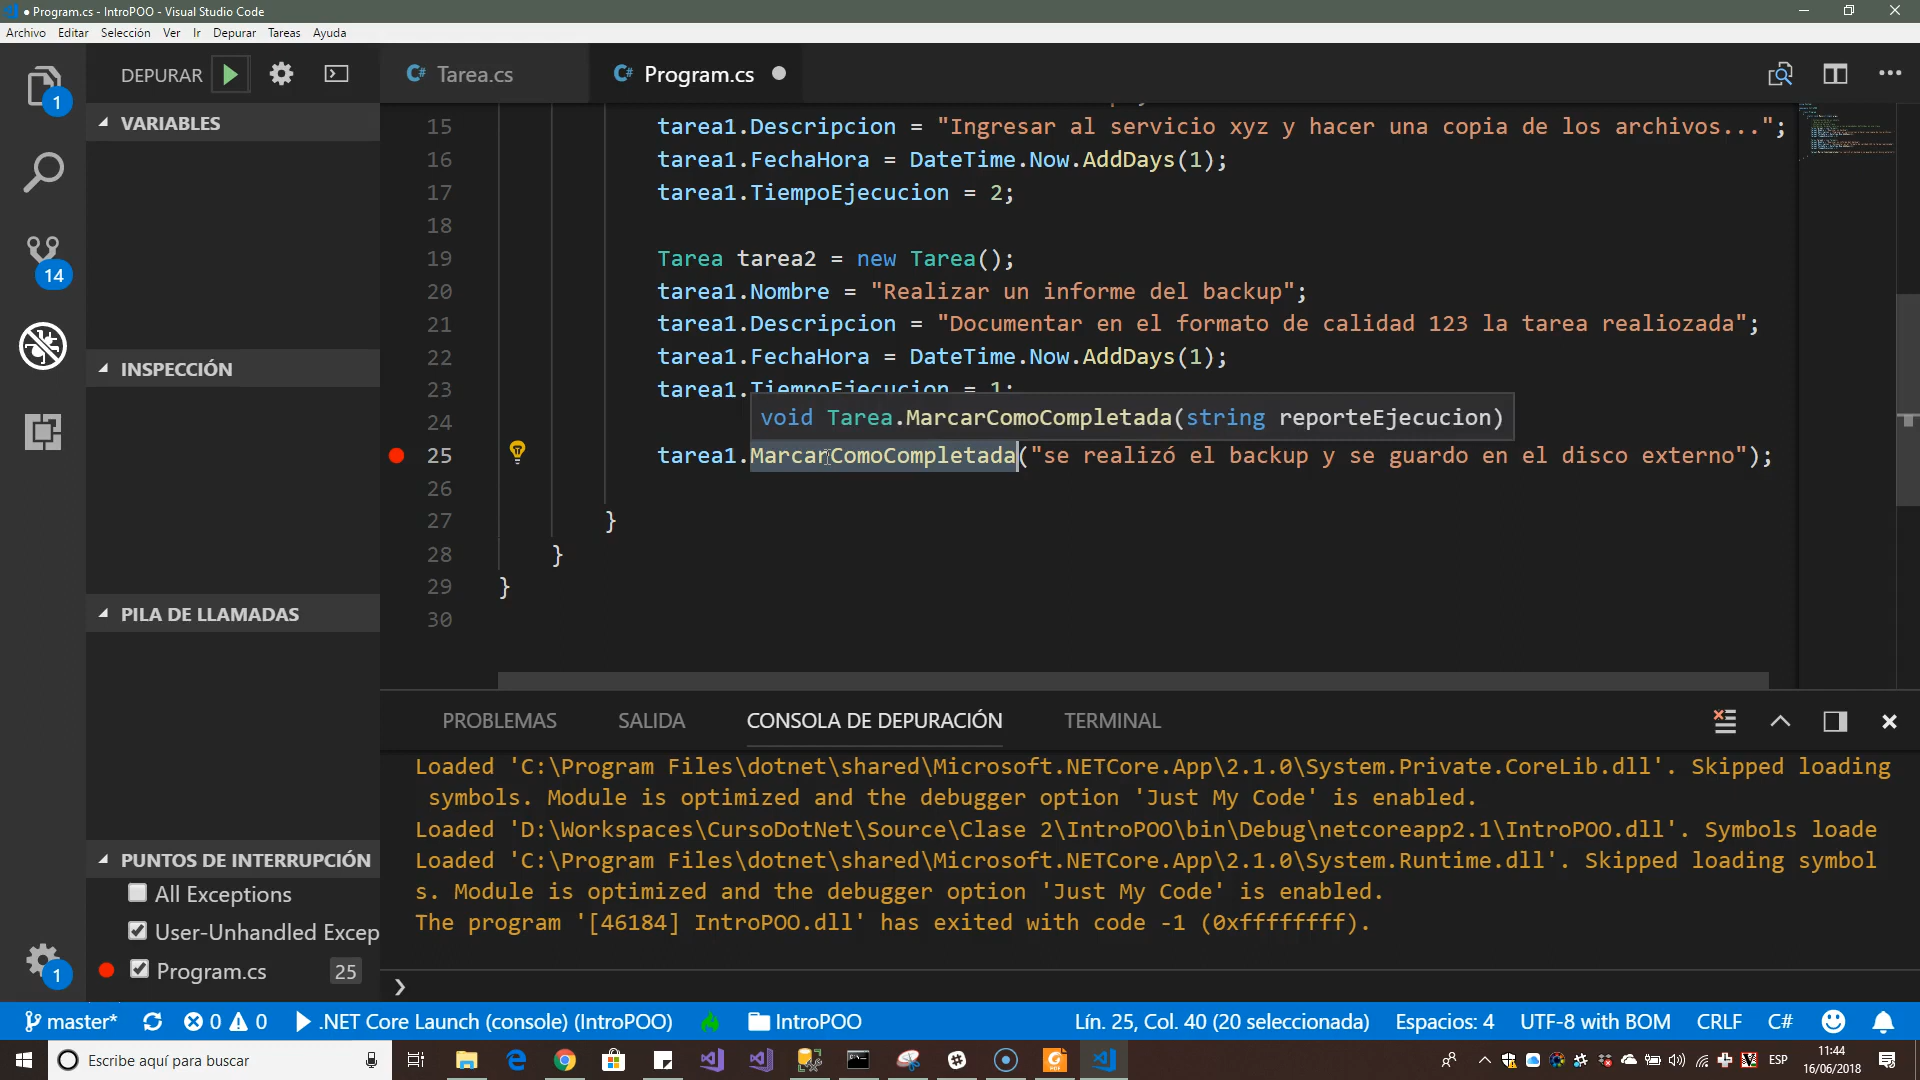 ● Program.cs - IntroPOO - Visual Studio Code
Archivo Editar Selección Ver Ir Depurar Tareas Ayuda
DEPURAR
Tarea.cs
Program.cs
1
14
1
VARIABLES
INSPECCIÓN
PILA DE LLAMADAS
PUNTOS DE INTERRUPCIÓN
All Exceptions
User-Unhandled Excep
Program.cs 25
15 tarea1.Descripcion = "Ingresar al servicio xyz y hacer una copia de los archivos...";
16 tarea1.FechaHora = DateTime.Now.AddDays(1);
17 tarea1.TiempoEjecucion = 2;
18
19 Tarea tarea2 = new Tarea();
20 tarea1.Nombre = "Realizar un informe del backup";
21 tarea1.Descripcion = "Documentar en el formato de calidad 123 la tarea realiozada";
22 tarea1.FechaHora = DateTime.Now.AddDays(1);
23 tarea1.TiempoEjecucion = 1;
24
void Tarea.MarcarComoCompletada(string reporteEjecucion)
25 tarea1.MarcarComoCompletada("se realizó el backup y se guardo en el disco externo");
26
27 }
28 }
29 }
30
PROBLEMAS SALIDA CONSOLA DE DEPURACIÓN TERMINAL
Loaded 'C:\Program Files\dotnet\shared\Microsoft.NETCore.App\2.1.0\System.Private.CoreLib.dll'. Skipped loading
symbols. Module is optimized and the debugger option 'Just My Code' is enabled.
Loaded 'D:\Workspaces\CursoDotNet\Source\Clase 2\IntroPOO\bin\Debug\netcoreapp2.1\IntroPOO.dll'. Symbols loade
Loaded 'C:\Program Files\dotnet\shared\Microsoft.NETCore.App\2.1.0\System.Runtime.dll'. Skipped loading symbol
s. Module is optimized and the debugger option 'Just My Code' is enabled.
The program '[46184] IntroPOO.dll' has exited with code -1 (0xffffffff).
master* 0 0 .NET Core Launch (console) (IntroPOO) IntroPOO Lín. 25, Col. 40 (20 seleccionada) Espacios: 4 UTF-8 with BOM CRLF C#
Escribe aquí para buscar
ESP
11:44
16/06/2018